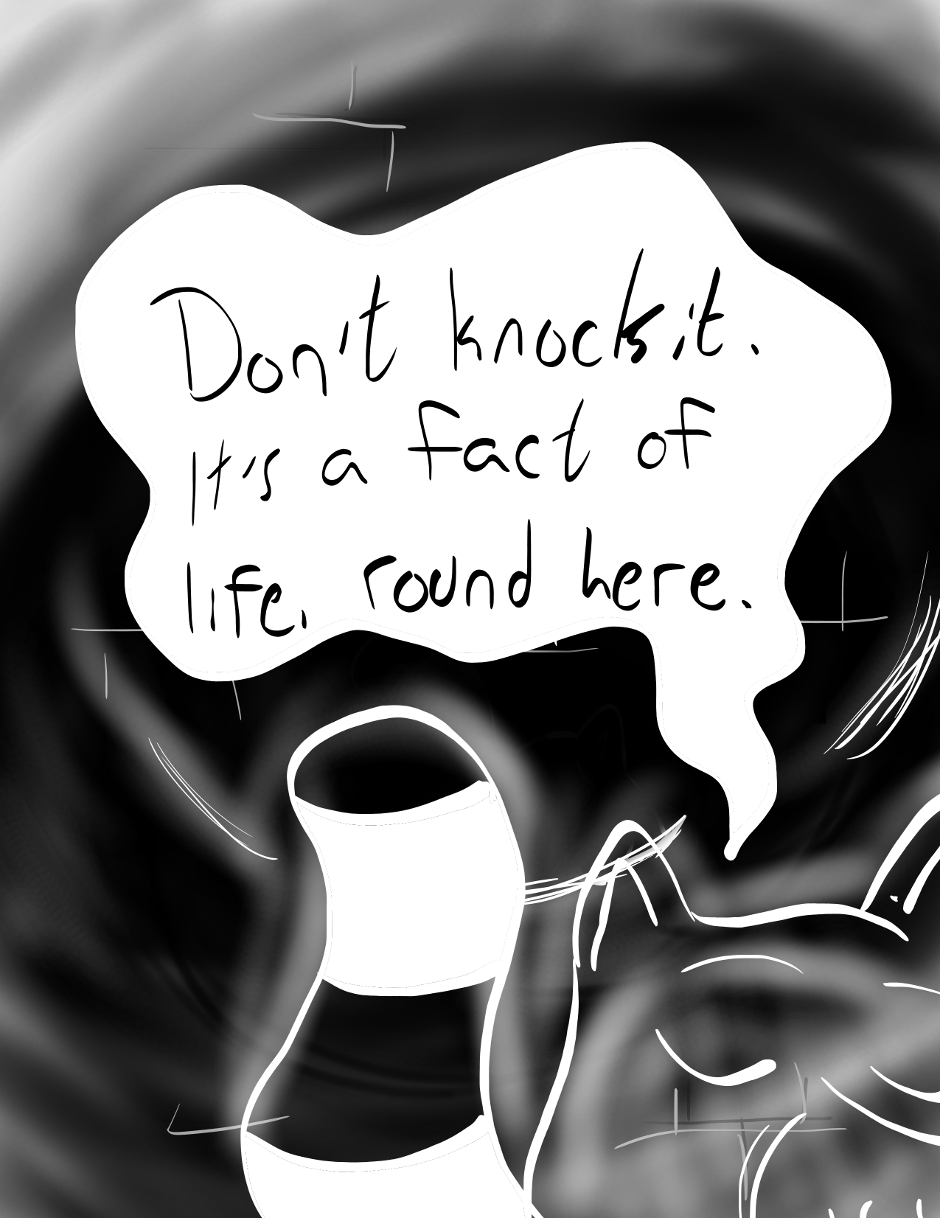 Don't knock it.
It's a fact of
life, round here.